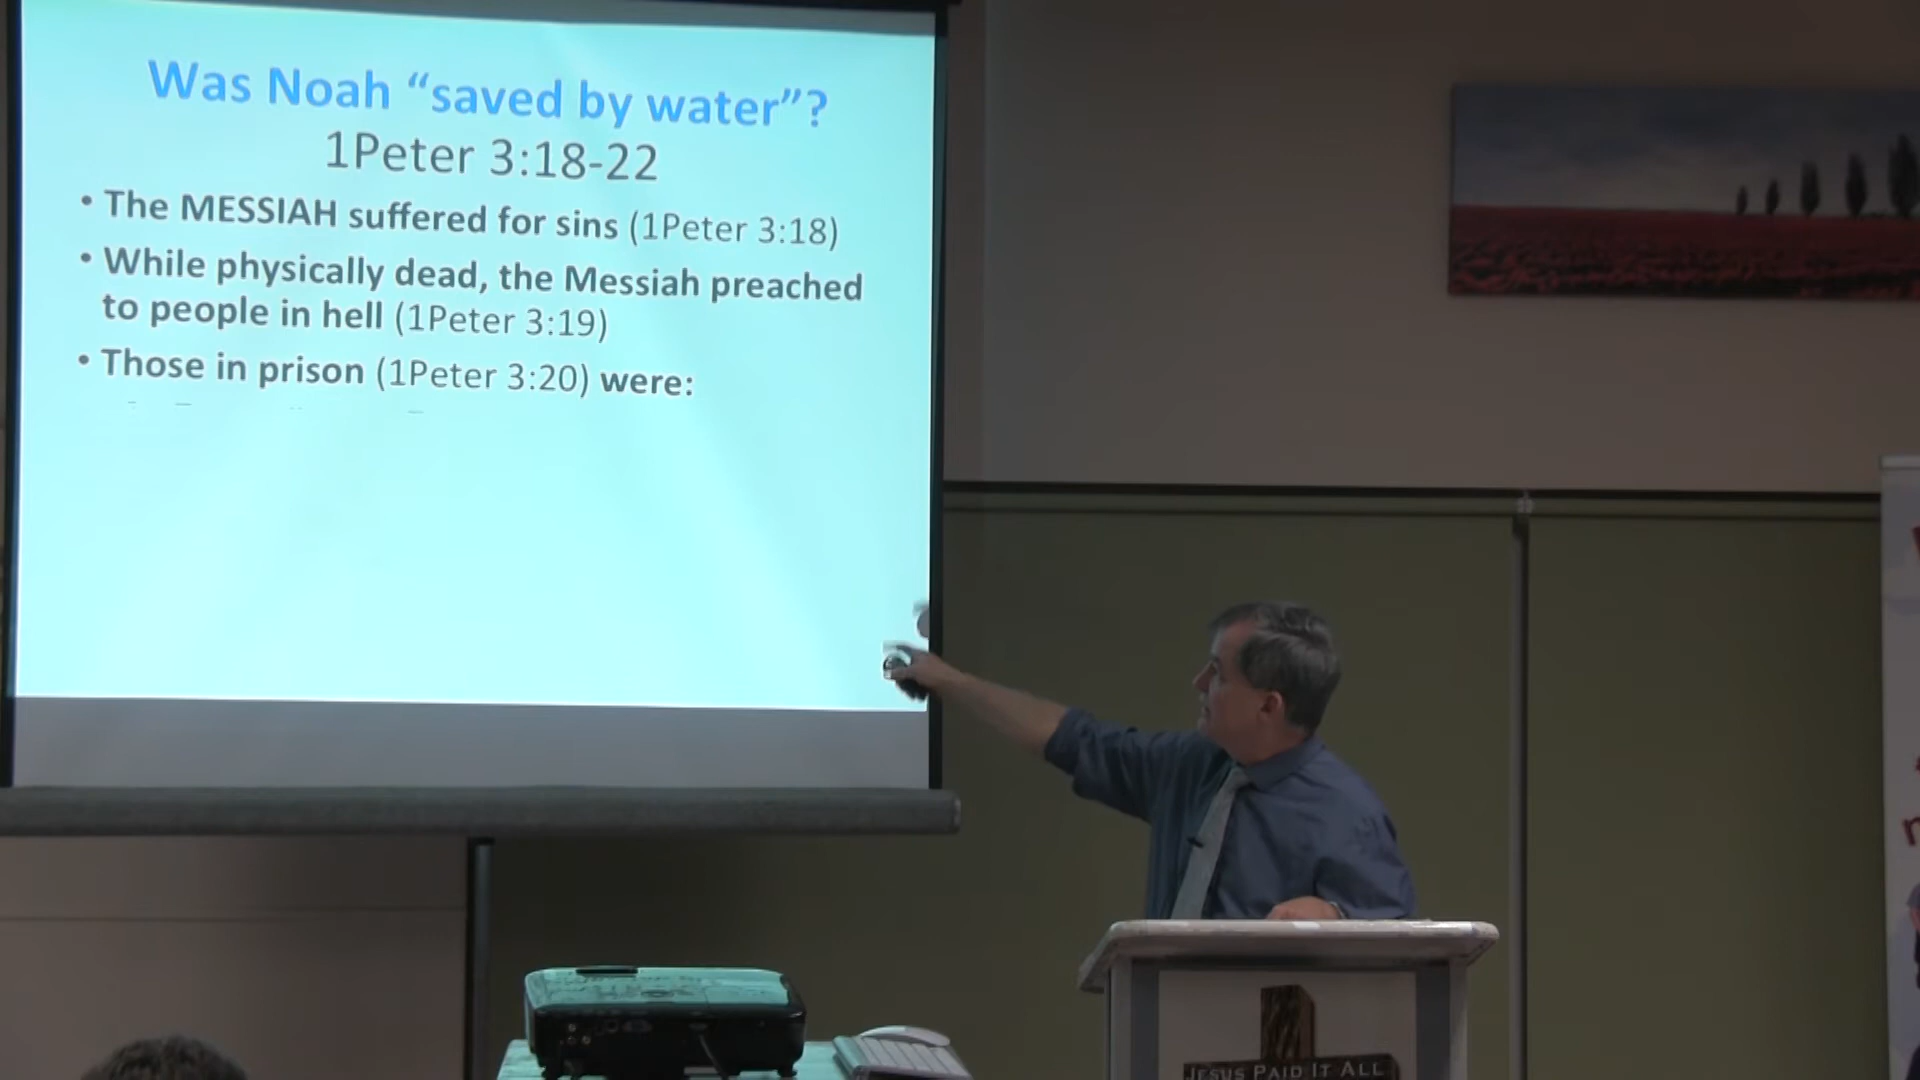 Was Noah “saved by water”?
1Peter 3:18-22
• The MESSIAH suffered for sins (1Peter 3:18)
• While physically dead, the Messiah preached
to people in hell (1Peter 3:19)
• Those in prison (1Peter 3:20) were:
JESUS PAID IT ALL